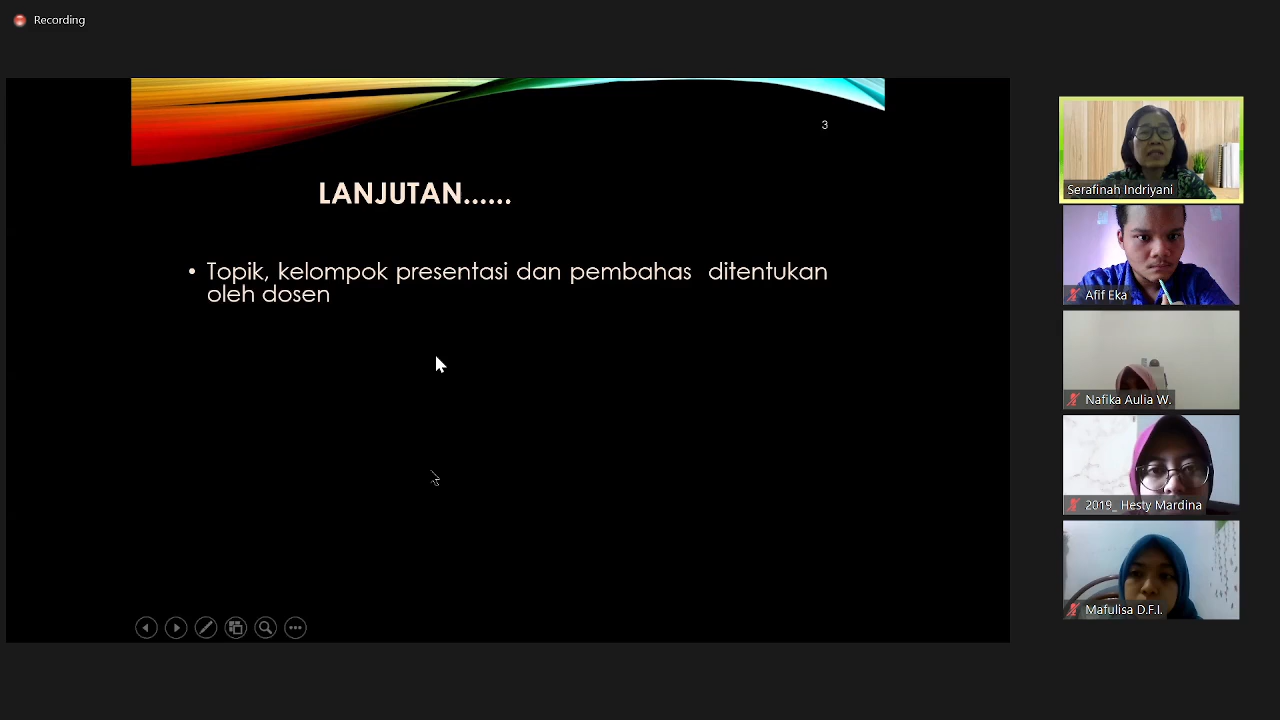 Recording
3
LANJUTAN......
• Topik, kelompok presentasi dan pembahas ditentukan
oleh dosen
Serafinah Indriyani
Afif Eka
Nafika Aulia W.
2019_ Hesty Mardina
Mafulisa D.F.I.